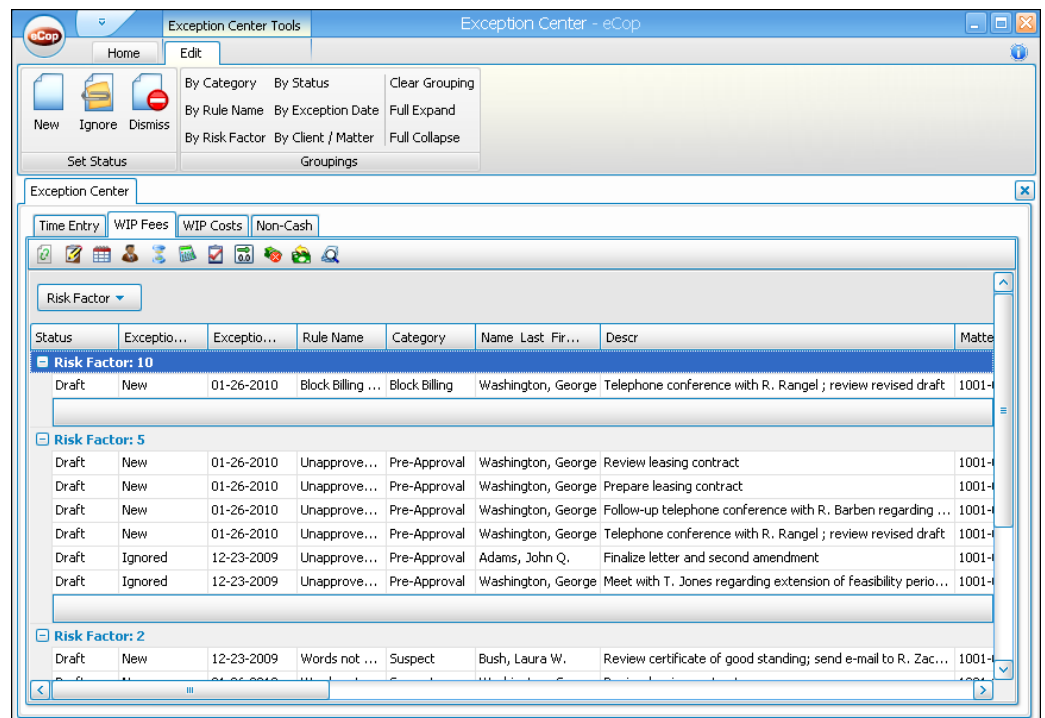 eCop
Exception Center Tools
Exception Center - eCop
Home
Edit
New
Ignore
Dismiss
Set Status
By Category
By Status
Clear Grouping
By Rule Name
By Exception Date
Full Expand
By Risk Factor
By Client / Matter
Full Collapse
Groupings
Exception Center
Time Entry
WIP Fees
WIP Costs
Non-Cash
Risk Factor
Status Exceptio... Exceptio... Rule Name Category Name Last Fir... Descr Matte
Risk Factor: 10
Draft New 01-26-2010 Block Billing ... Block Billing Washington, George Telephone conference with R. Rangel ; review revised draft 1001-
Risk Factor: 5
Draft New 01-26-2010 Unapprove... Pre-Approval Washington, George Review leasing contract 1001-
Draft New 01-26-2010 Unapprove... Pre-Approval Washington, George Prepare leasing contract 1001-
Draft New 01-26-2010 Unapprove... Pre-Approval Washington, George Follow-up telephone conference with R. Barben regarding ... 1001-
Draft New 01-26-2010 Unapprove... Pre-Approval Washington, George Telephone conference with R. Rangel ; review revised draft 1001-
Draft Ignored 12-23-2009 Unapprove... Pre-Approval Adams, John Q. Finalize letter and second amendment 1001-
Draft Ignored 12-23-2009 Unapprove... Pre-Approval Washington, George Meet with T. Jones regarding extension of feasibility perio... 1001-
Risk Factor: 2
Draft New 12-23-2009 Words not ... Suspect Bush, Laura W. Review certificate of good standing; send e-mail to R. Zac... 1001-